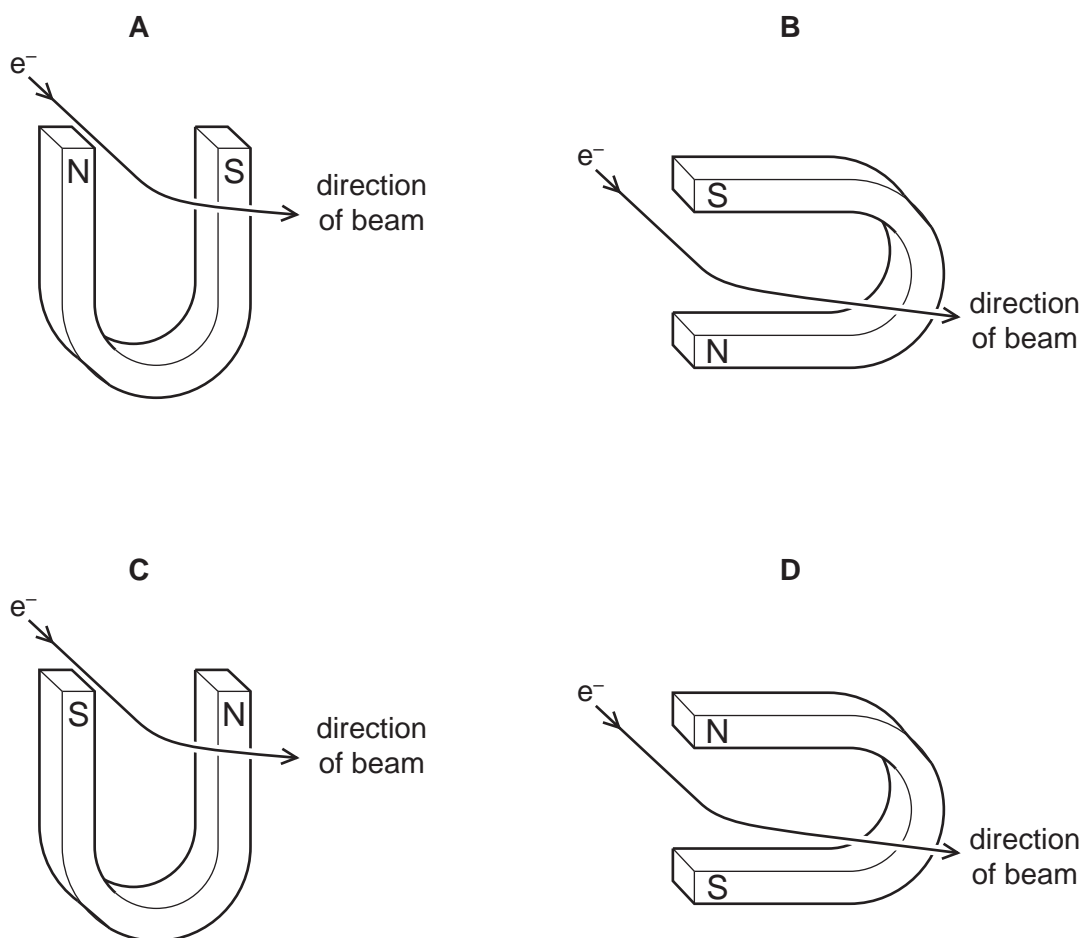 A
e–
N
S
direction
of beam
B
e–
S
N
direction
of beam
C
e–
S
N
direction
of beam
D
e–
N
S
direction
of beam